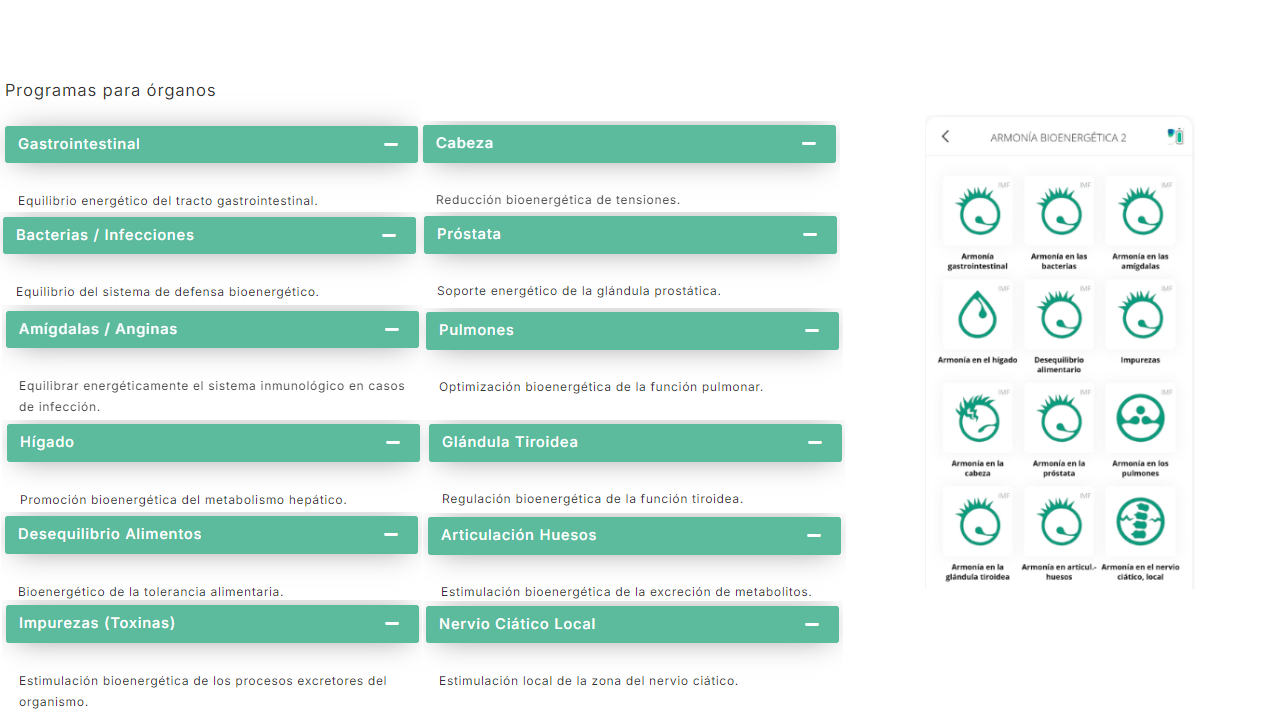 Programas para órganos
Gastrointestinal
Equilibrio energético del tracto gastrointestinal.
Bacterias / Infecciones
Equilibrio del sistema de defensa bioenergético.
Amígdalas / Anginas
Equilibrar energéticamente el sistema inmunológico en casos
de infección.
Hígado
Promoción bioenergética del metabolismo hepático.
Desequilibrio Alimentos
Bioenergético de la tolerancia alimentaria.
Impurezas (Toxinas)
Estimulación bioenergética de los procesos excretores del
organismo.
Cabeza
Reducción bioenergética de tensiones.
Próstata
Soporte energético de la glándula prostática.
Pulmones
Optimización bioenergética de la función pulmonar.
Glándula Tiroidea
Regulación bioenergética de la función tiroidea.
Articulación Huesos
Estimulación bioenergética de la excreción de metabolitos.
Nervio Ciático Local
Estimulación local de la zona del nervio ciático.
ARMONÍA BIOENERGÉTICA 2
IMF
Armonía
gastrointestinal
IMF
Armonía en las
bacterias
IMF
Armonía en las
amígdalas
IMF
Armonía en el hígado
IMF
Desequilibrio
alimentario
IMF
Impurezas
IMF
Armonía en la
cabeza
IMF
Armonía en la
próstata
Armonía en los
pulmones
IMF
Armonía en la
glándula tiroidea
IMF
Armonía en articul.-
huesos
Armonía en el nervio
ciático, local